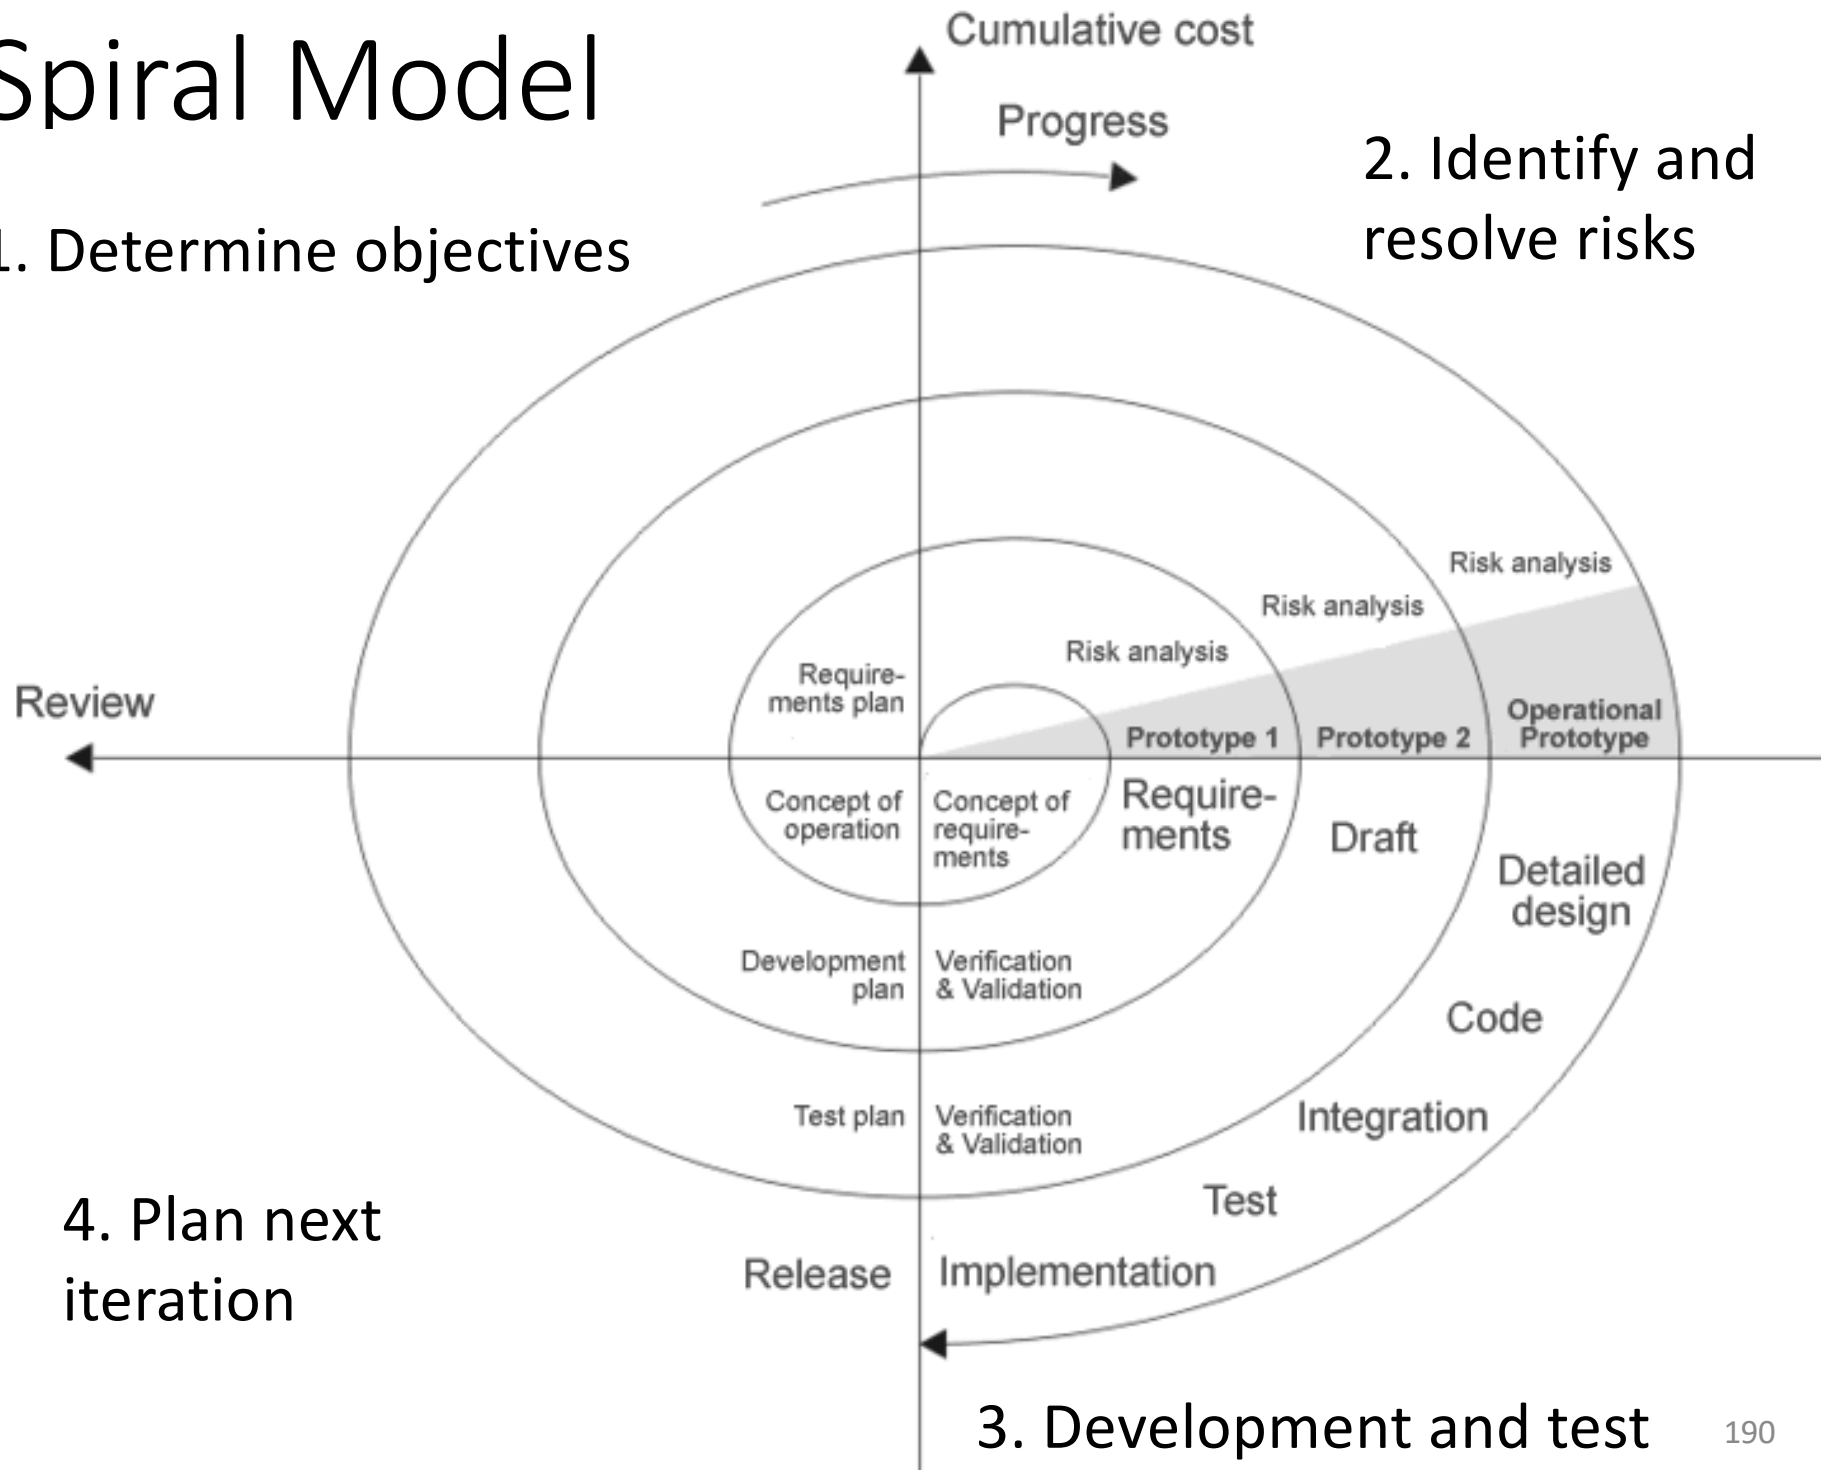 Spiral Model
Cumulative cost
Progress
1. Determine objectives
2. Identify and
resolve risks
Risk analysis
Risk analysis
Risk analysis
Require-
ments plan
Review
Prototype 1
Prototype 2
Operational
Prototype
Concept of
operation
Concept of
require-
ments
Require-
ments
Draft
Detailed
design
Development
plan
Verification
& Validation
Code
Test plan
Verification
& Validation
Integration
Test
4. Plan next
iteration
Release
Implementation
3. Development and test
190